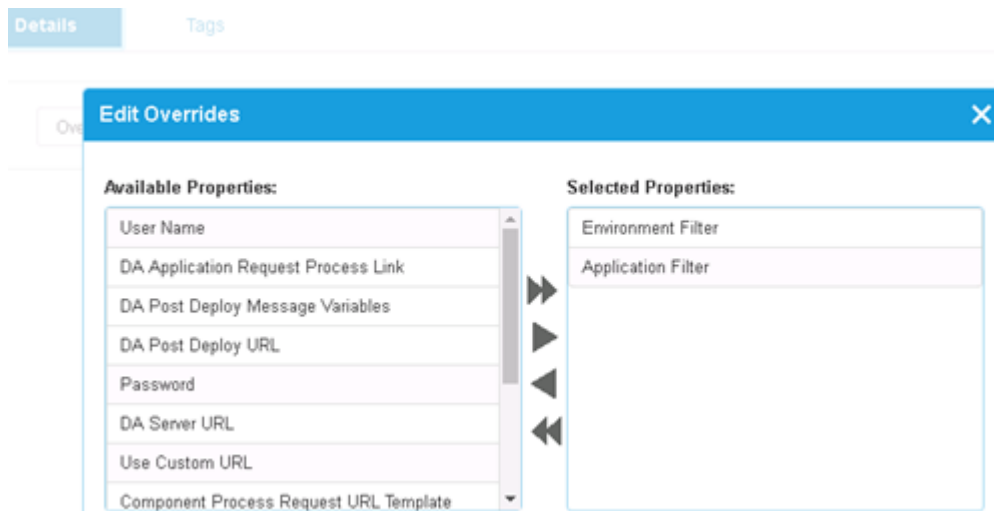 Details
Tags
Ove
Edit Overrides
Available Properties:
User Name
DA Application Request Process Link
DA Post Deploy Message Variables
DA Post Deploy URL
Password
DA Server URL
Use Custom URL
Component Process Request URL Template
Selected Properties:
Environment Filter
Application Filter